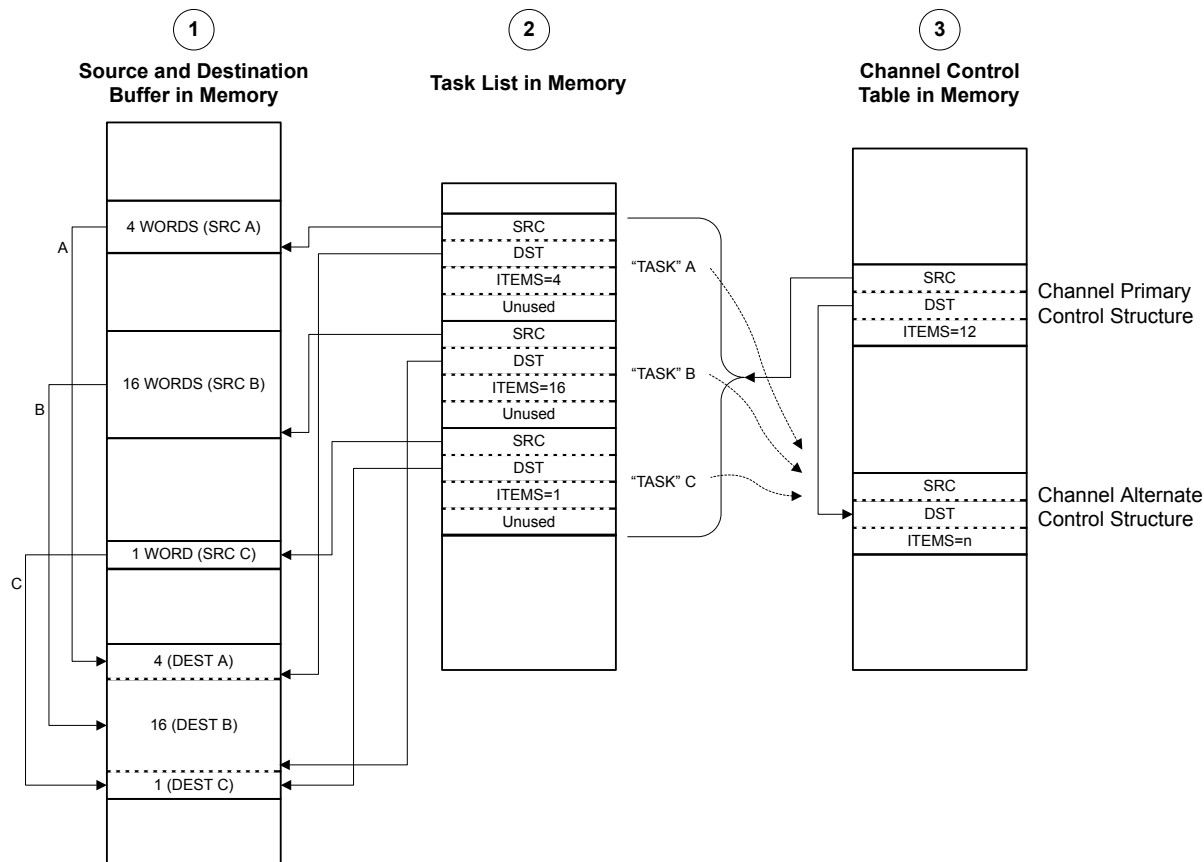 1
Source and Destination
Buffer in Memory
4 WORDS (SRC A)
A
16 WORDS (SRC B)
B
1 WORD (SRC C)
C
4 (DEST A)
16 (DEST B)
1 (DEST C)
2
Task List in Memory
SRC
DST
ITEMS=4
Unused
SRC
DST
ITEMS=16
Unused
SRC
DST
ITEMS=1
Unused
“TASK” A
“TASK” B
“TASK” C
3
Channel Control
Table in Memory
SRC
DST
ITEMS=12
Channel Primary
Control Structure
SRC
DST
ITEMS=n
Channel Alternate
Control Structure